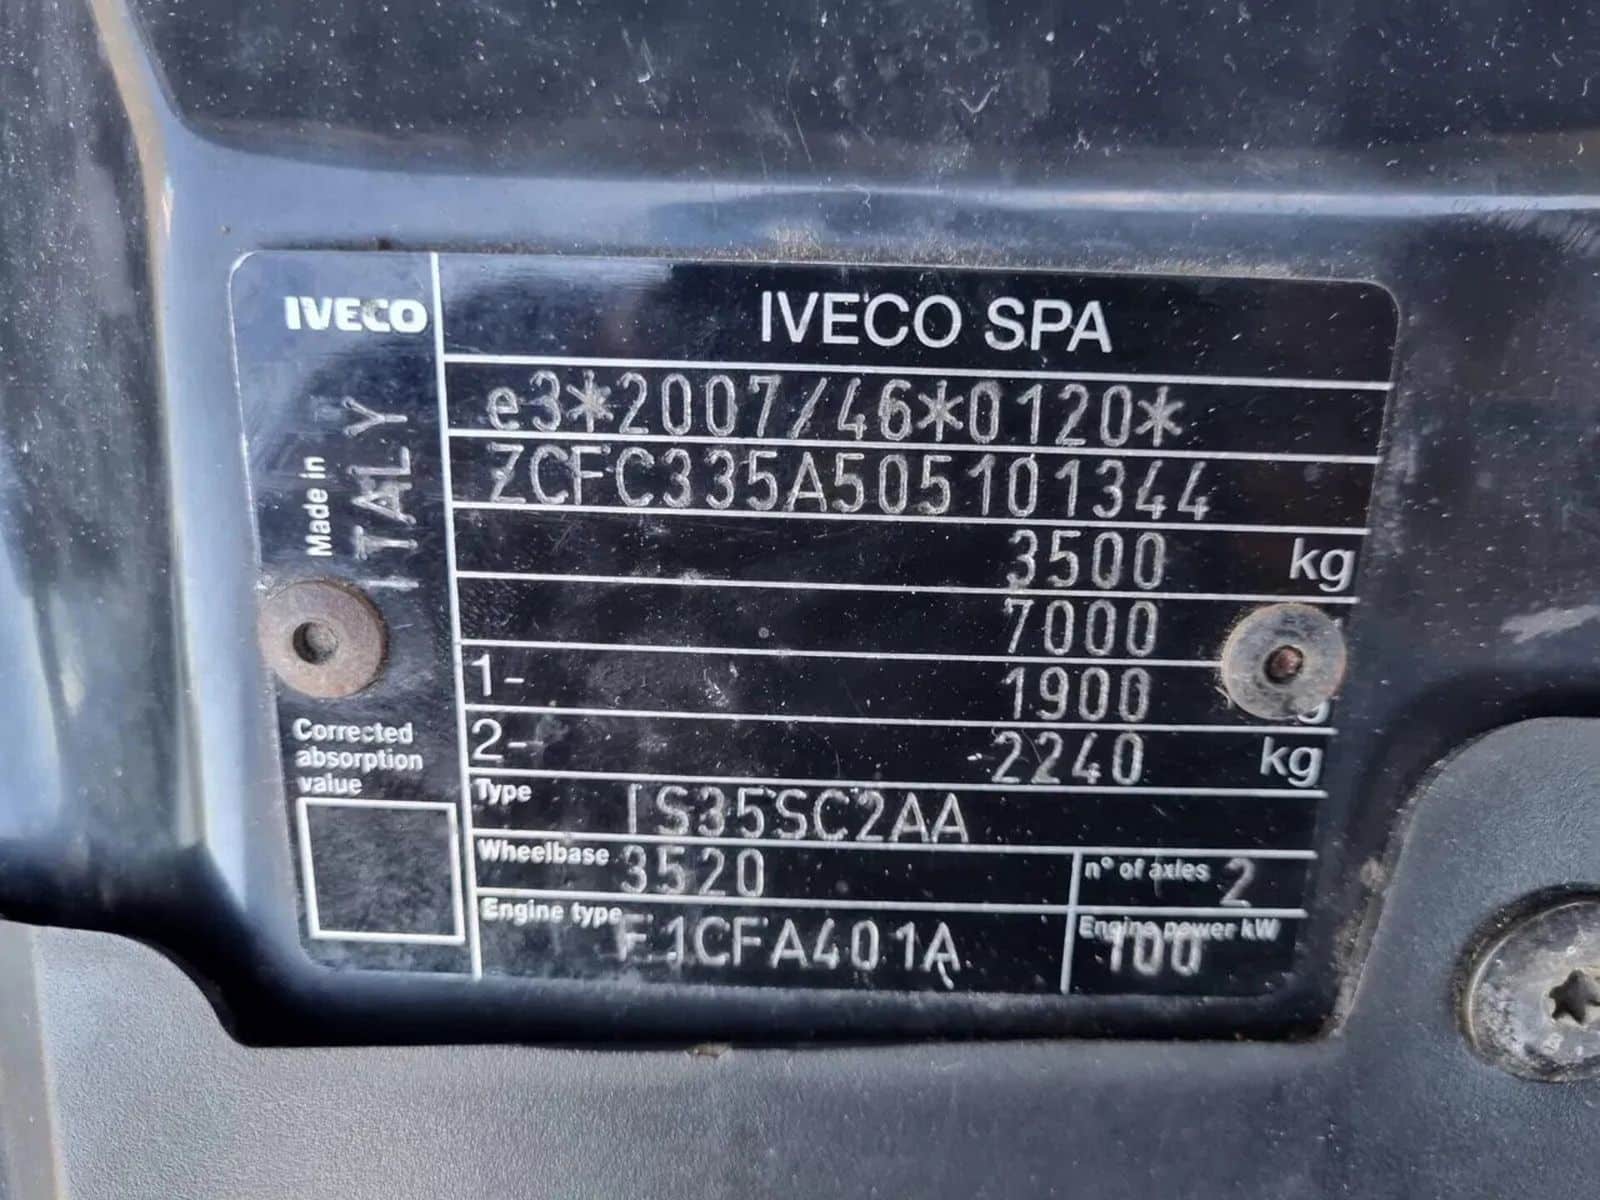 IVECO
IVECO SPA
Made in
ITALY
e3*2007/46*0120*
ZCFC335A505101344
3500 kg
7000
1- 1900
2- 2240 kg
Corrected
absorption
value
Type IS35SC2AA
Wheelbase 3520
n° of axles 2
Engine type F1CFA401A
Engine power kW
100